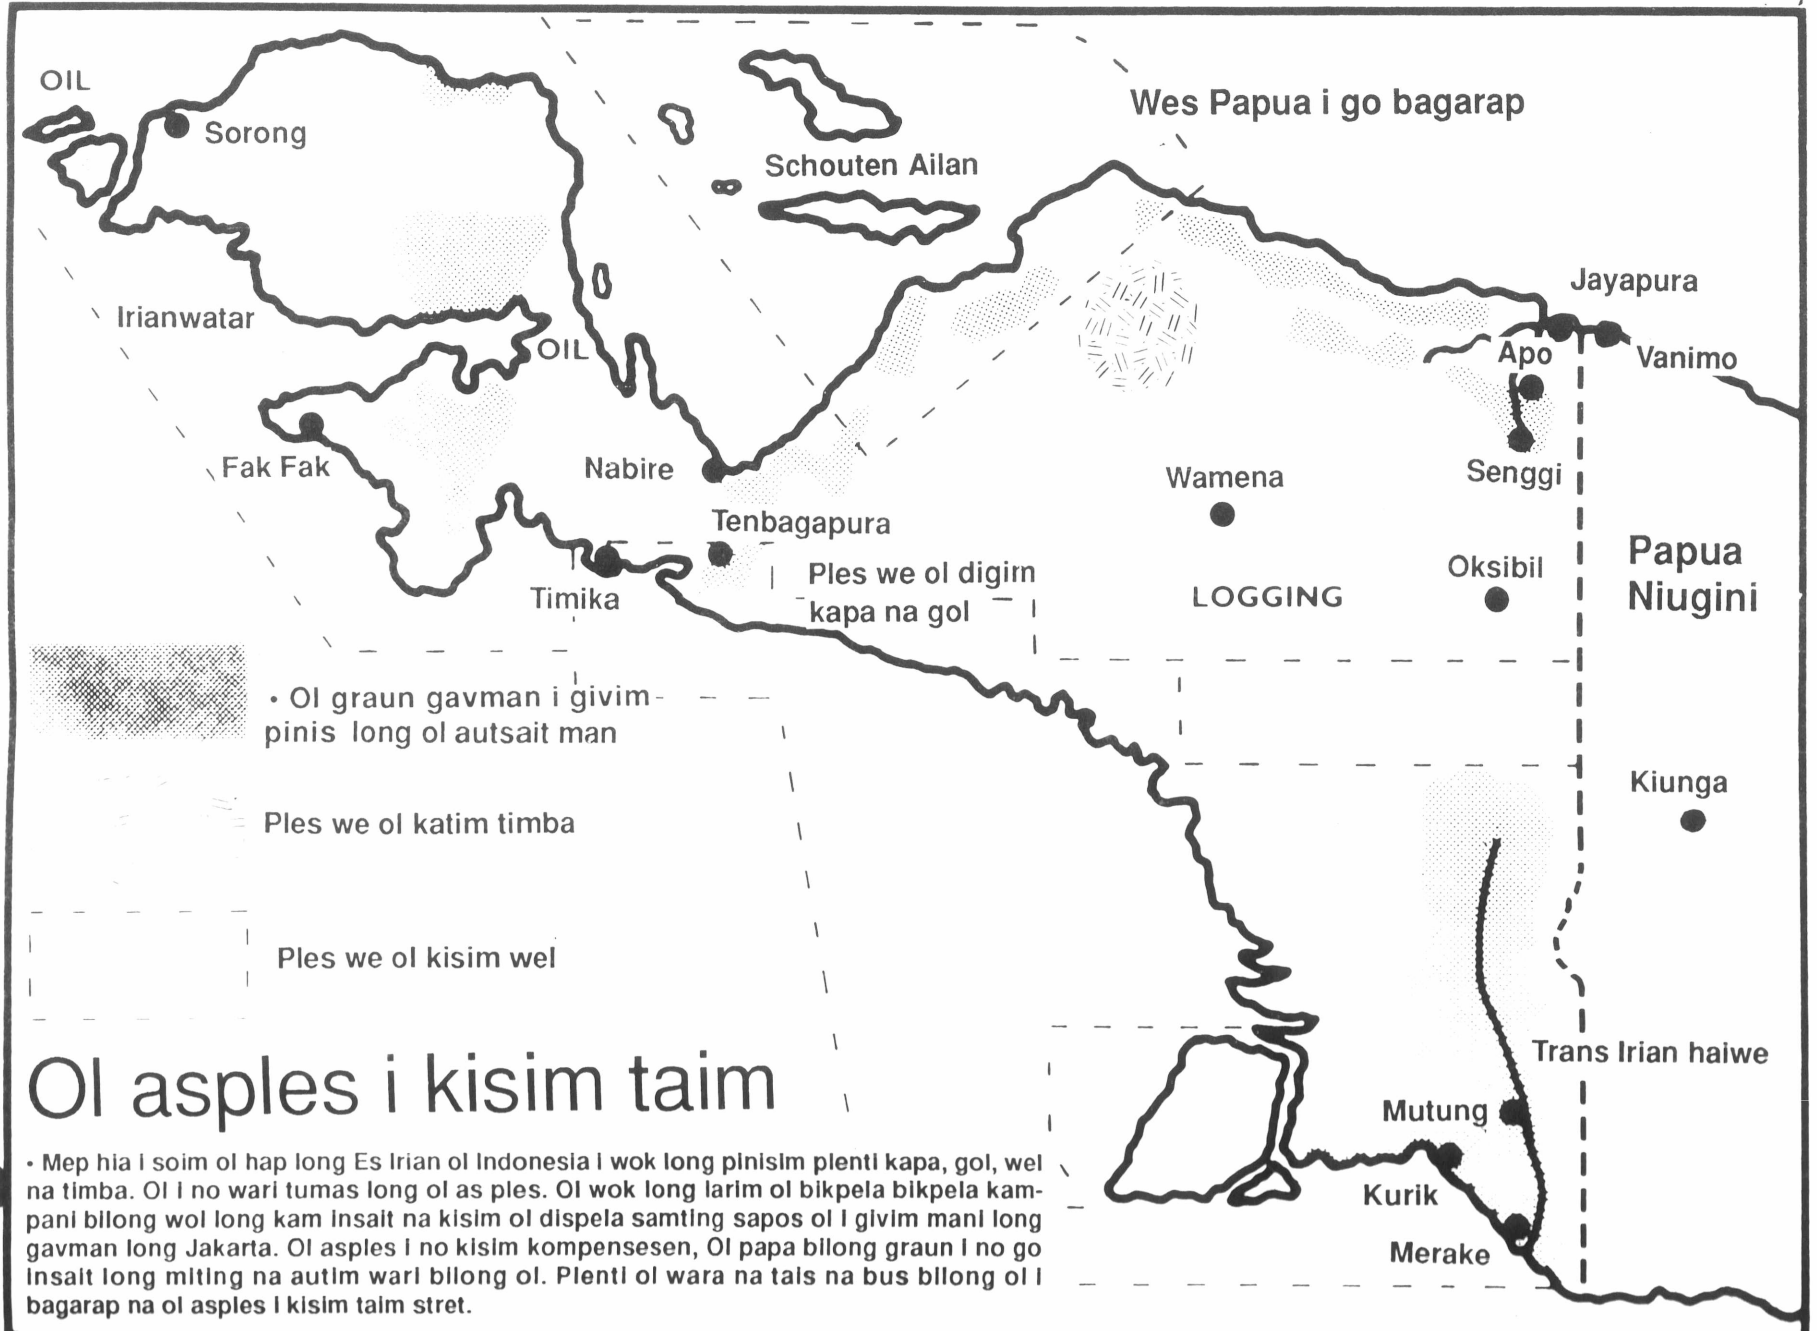 OIL
Sorong
Wes Papua i go bagarap
Schouten Ailan
Jayapura
Irianwatar
OIL
Apo
Vanimo
Fak Fak
Nabire
Wamena
Senggi
Tenbagapura
Papua
Niugini
Ples we ol digim
kapa na gol
Oksibil
LOGGING
Timika
• Ol graun gavman i givim
pinis long ol autsait man
Kiunga
Ples we ol katim timba
Ples we ol kisim wel
Trans Irian haiwe
Ol asples i kisim taim
Mutung
Kurik
Merake
• Mep hia i soim ol hap long Es Irian ol Indonesia i wok long pinisim plenti kapa, gol, wel
na timba. Ol i no wari tumas long ol as ples. Ol wok long larim ol bikpela bikpela kam-
pani bilong wol long kam insait na kisim ol dispela samting sapos ol i givim mani long
gavman long Jakarta. Ol asples i no kisim kompensesen, Ol papa bilong graun i no go
insait long miting na autim wari bilong ol. Plenti ol wara na tais na bus bilong ol i
bagarap na ol asples i kisim taim stret.